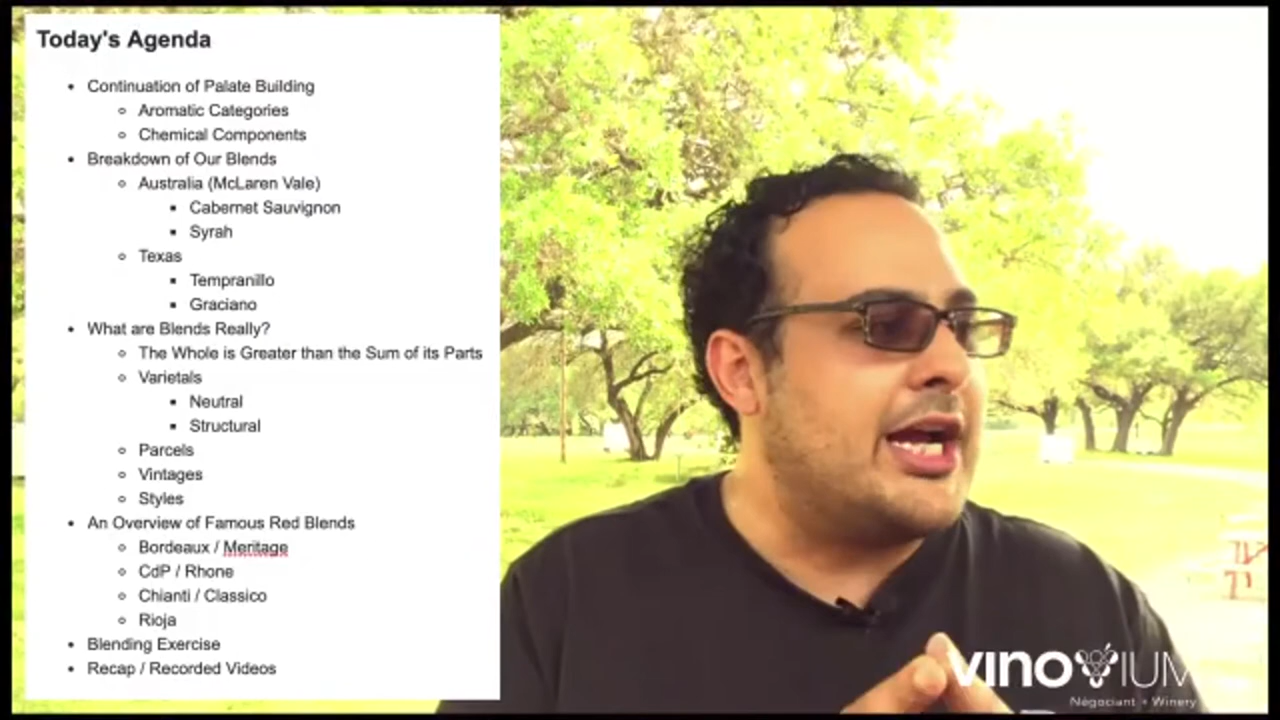 Today's Agenda
Continuation of Palate Building
Aromatic Categories
Chemical Components
Breakdown of Our Blends
Australia (McLaren Vale)
Cabernet Sauvignon
Syrah
Texas
Tempranillo
Graciano
What are Blends Really?
The Whole is Greater than the Sum of its Parts
Varietals
Neutral
Structural
Parcels
Vintages
Styles
An Overview of Famous Red Blends
Bordeaux / Meritage
CdP / Rhone
Chianti / Classico
Rioja
Blending Exercise
Recap / Recorded Videos
vinovIUM
Négociant + Winery